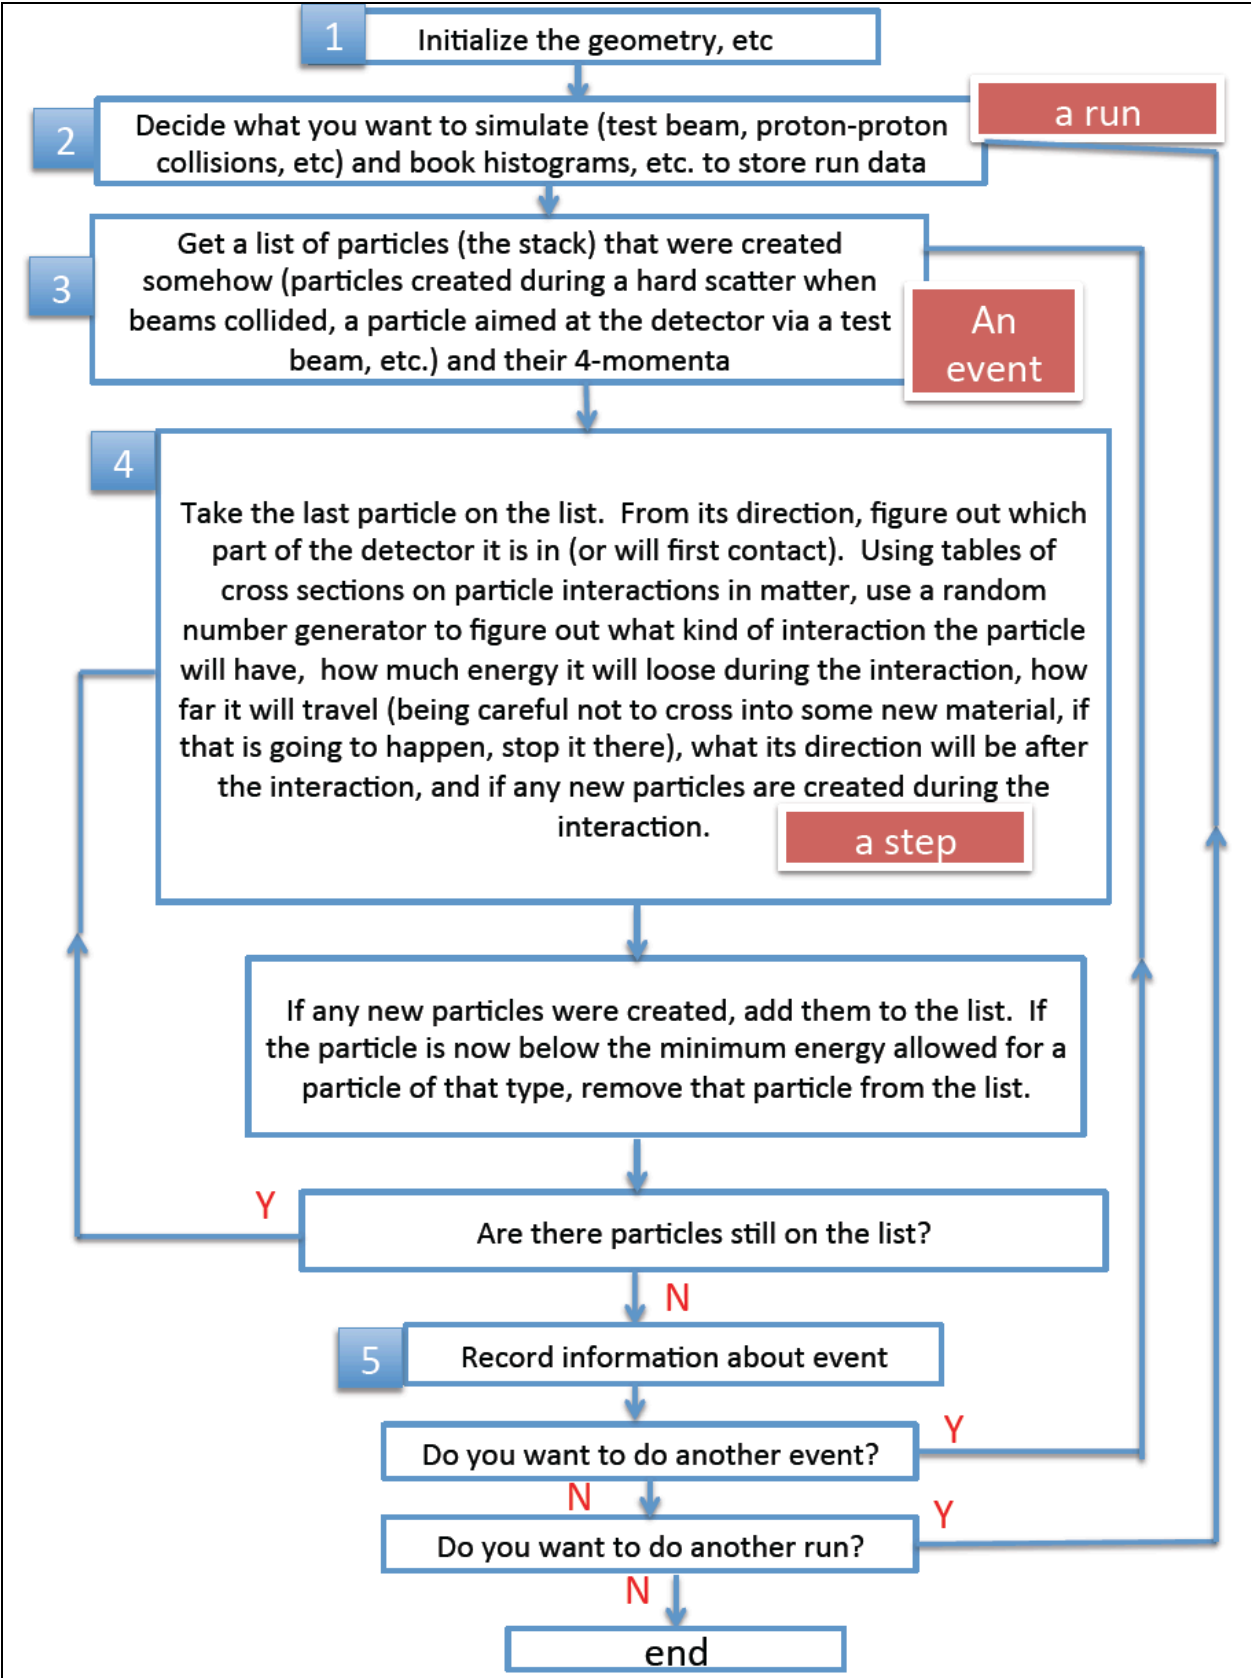 1
Initialize the geometry, etc
a run
2
Decide what you want to simulate (test beam, proton-proton
collisions, etc) and book histograms, etc. to store run data
3
Get a list of particles (the stack) that were created
somehow (particles created during a hard scatter when
beams collided, a particle aimed at the detector via a test
beam, etc.) and their 4-momenta
An
event
4
Take the last particle on the list.  From its direction, figure out which
part of the detector it is in (or will first contact).  Using tables of
cross sections on particle interactions in matter, use a random
number generator to figure out what kind of interaction the particle
will have,  how much energy it will loose during the interaction, how
far it will travel (being careful not to cross into some new material, if
that is going to happen, stop it there), what its direction will be after
the interaction, and if any new particles are created during the
interaction.
a step
If any new particles were created, add them to the list.  If
the particle is now below the minimum energy allowed for a
particle of that type, remove that particle from the list.
Y
Are there particles still on the list?
N
5
Record information about event
Do you want to do another event?
Y
N
Do you want to do another run?
Y
N
end